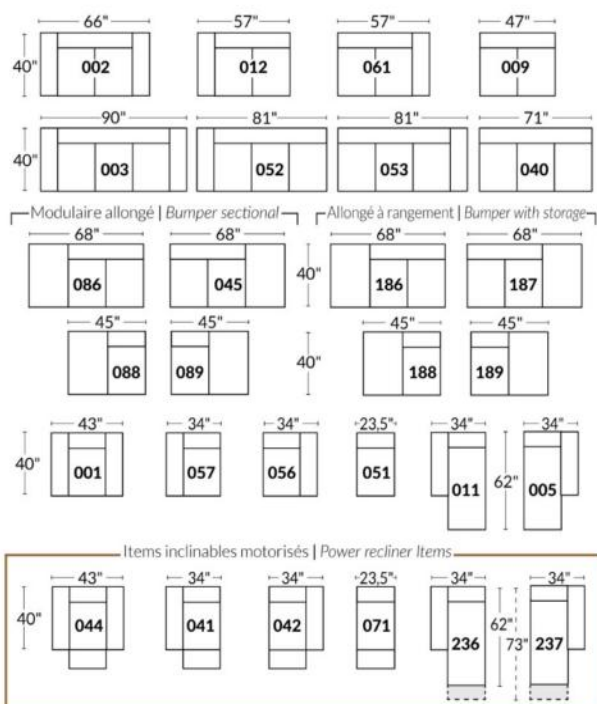 66" 57" 57" 47"
40" 002 012 061 009
90" 81" 81" 71"
40" 003 052 053 040
Modulaire allongé | Bumper sectional Allongé à rangement | Bumper with storage
68" 68" 68" 68"
086 045 40" 186 187
45" 45" 45" 45"
088 089 40" 188 189
43" 34" 34" 23,5" 34" 34"
40" 001 057 056 051 011 62" 005
Items inclinables motorisés | Power recliner Items
43" 34" 34" 23,5" 34" 34"
40" 044 041 042 071 236 62" 73" 237